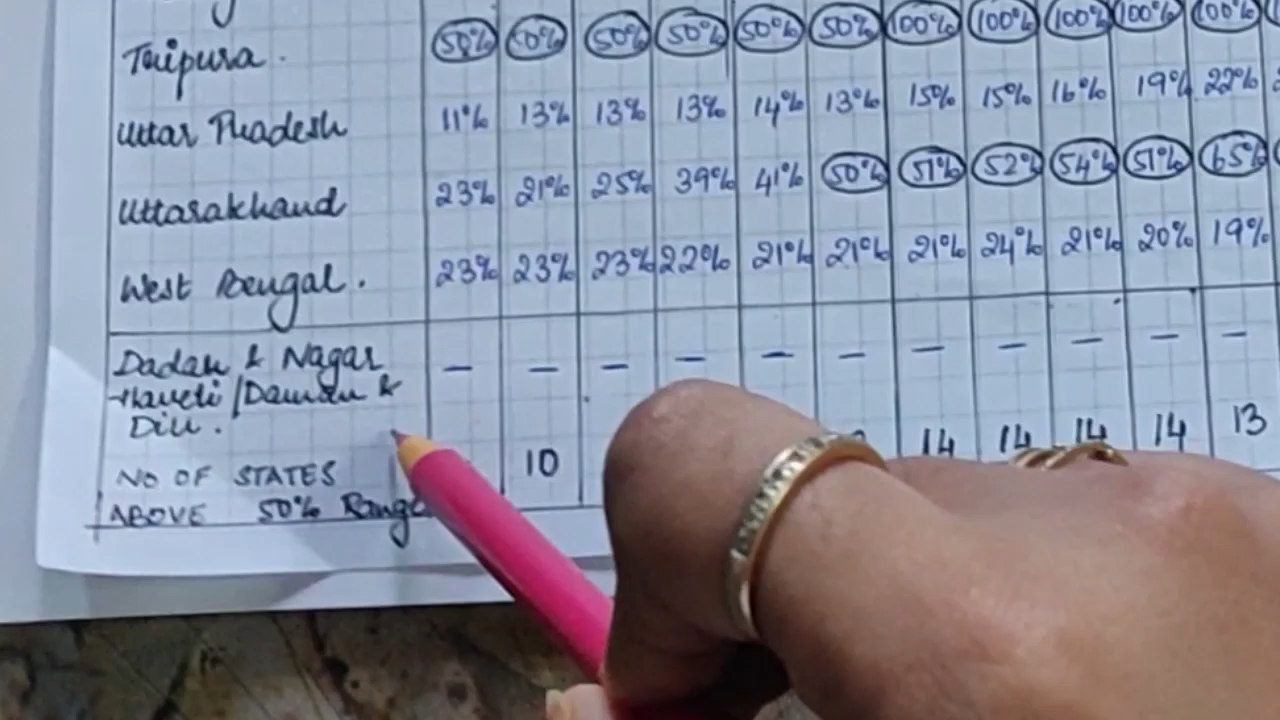 Tripura . 50% 50% 50% 50% 50% 50% 100% 100% 100% 100% 100%
Uttar Pradesh 11% 13% 13% 13% 14% 13% 15% 15% 16% 19% 22%
Uttarakhand 23% 21% 25% 39% 41% 50% 51% 52% 54% 51% 65%
West Bengal . 23% 23% 23% 22% 21% 21% 21% 24% 21% 20% 19%
Dadah & Nagar — — — — — — — — — — —
Haveli / Daman &
Diu .
NO OF STATES 10 14 14 14 14 13
ABOVE 50% Range